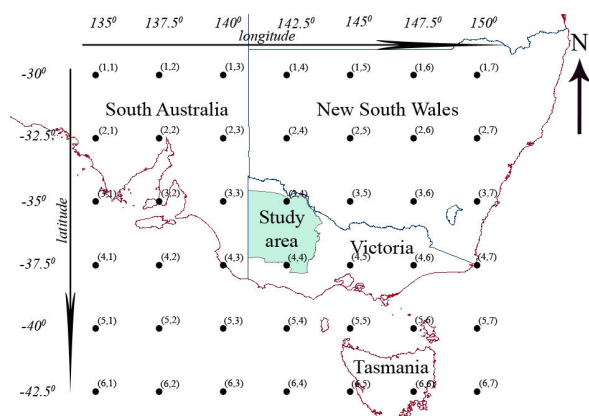 135⁰ 137.5⁰ 140⁰ 142.5⁰ 145⁰ 147.5⁰ 150⁰
longitude
N
-30⁰ (1,1) (1,2) (1,3) (1,4) (1,5) (1,6) (1,7)
South Australia New South Wales
-32.5⁰ (2,1) (2,2) (2,3) (2,4) (2,5) (2,6) (2,7)
-35⁰ (3,1) (3,2) (3,3) (3,4) (3,5) (3,6) (3,7)
latitude
Study
area
Victoria
-37.5⁰ (4,1) (4,2) (4,3) (4,4) (4,5) (4,6) (4,7)
-40⁰ (5,1) (5,2) (5,3) (5,4) (5,5) (5,6) (5,7)
Tasmania
-42.5⁰ (6,1) (6,2) (6,3) (6,4) (6,5) (6,6) (6,7)